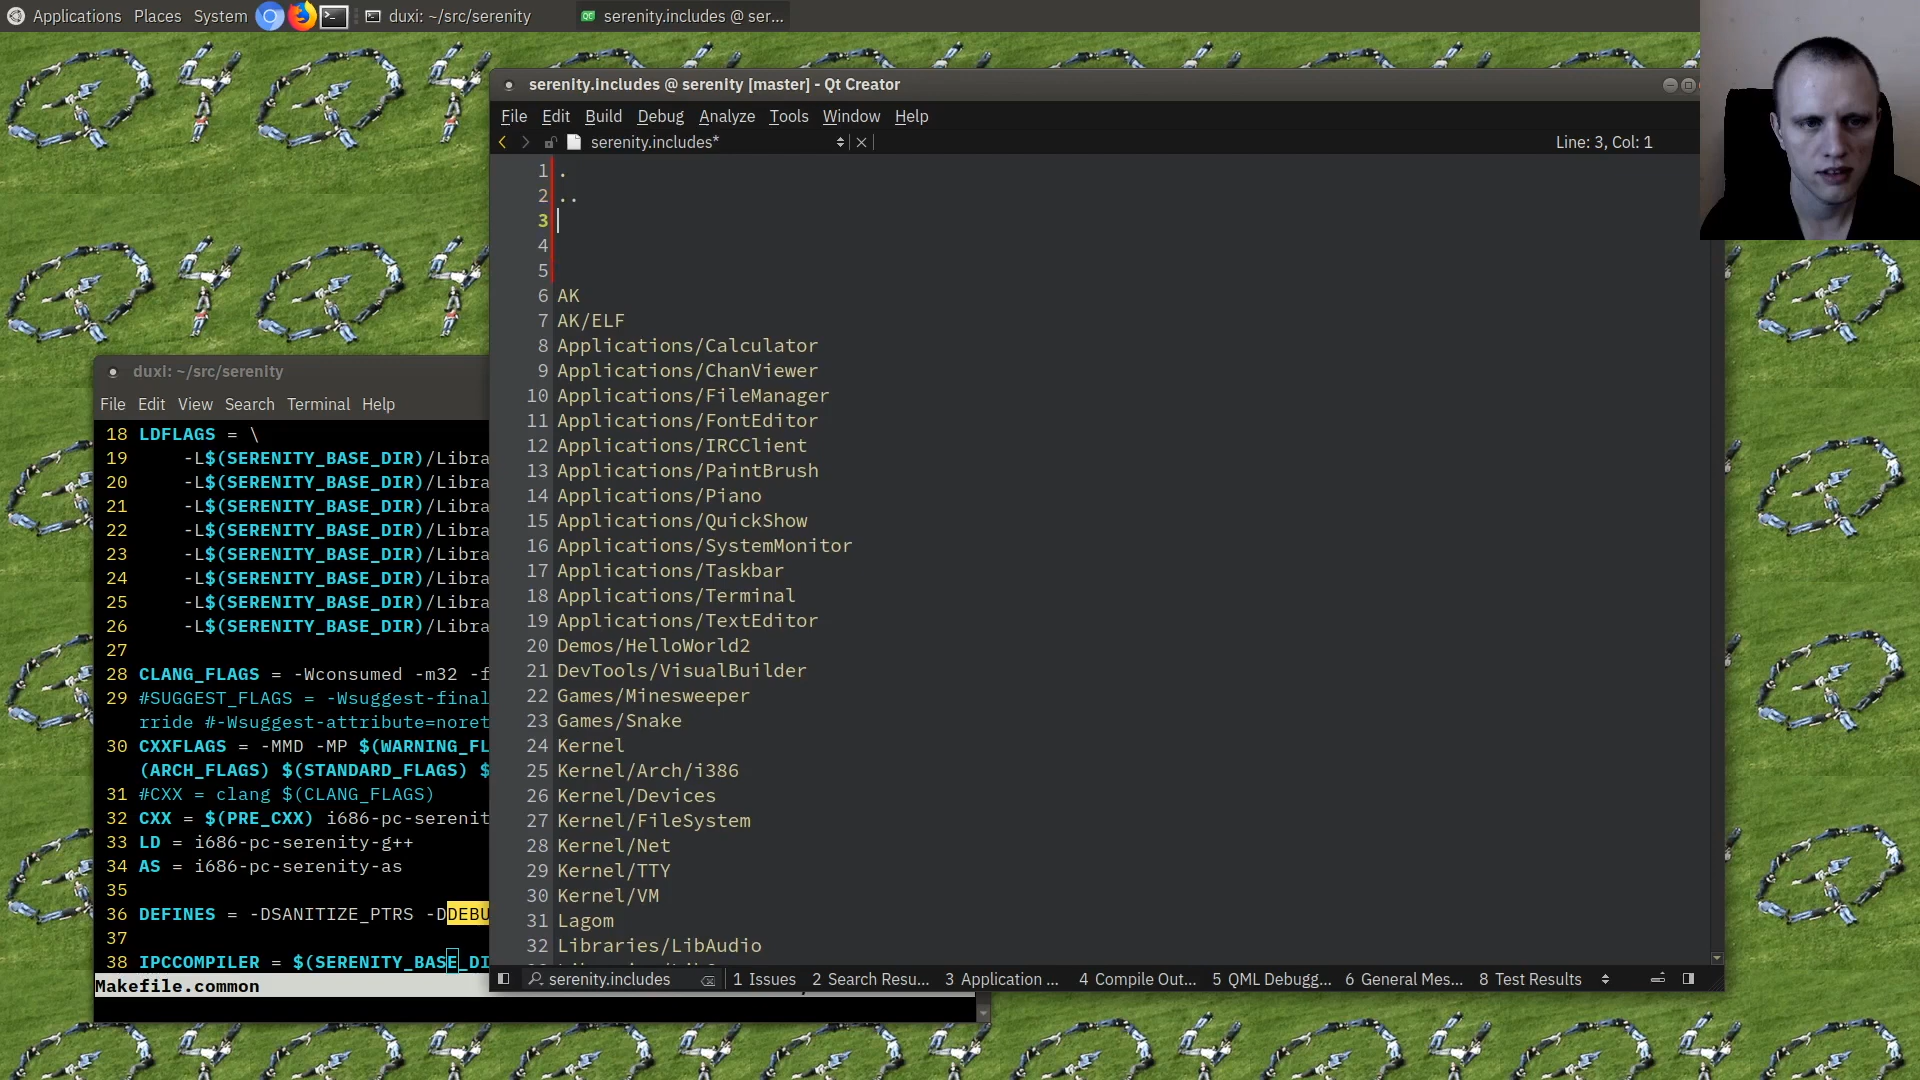 Applications Places System duxi: ~/src/serenity serenity.includes @ ser...
serenity.includes @ serenity [master] - Qt Creator
File Edit Build Debug Analyze Tools Window Help
serenity.includes* Line: 3, Col: 1
1 .
2 ..
3
4
5
6 AK
7 AK/ELF
8 Applications/Calculator
9 Applications/ChanViewer
10 Applications/FileManager
11 Applications/FontEditor
12 Applications/IRCClient
13 Applications/PaintBrush
14 Applications/Piano
15 Applications/QuickShow
16 Applications/SystemMonitor
17 Applications/Taskbar
18 Applications/Terminal
19 Applications/TextEditor
20 Demos/HelloWorld2
21 DevTools/VisualBuilder
22 Games/Minesweeper
23 Games/Snake
24 Kernel
25 Kernel/Arch/i386
26 Kernel/Devices
27 Kernel/FileSystem
28 Kernel/Net
29 Kernel/TTY
30 Kernel/VM
31 Lagom
32 Libraries/LibAudio
serenity.includes 1 Issues 2 Search Resu... 3 Application ... 4 Compile Out... 5 QML Debugg... 6 General Mes... 8 Test Results
duxi: ~/src/serenity
File Edit View Search Terminal Help
18 LDFLAGS = \
19 -L$(SERENITY_BASE_DIR)/Libra
20 -L$(SERENITY_BASE_DIR)/Libra
21 -L$(SERENITY_BASE_DIR)/Libra
22 -L$(SERENITY_BASE_DIR)/Libra
23 -L$(SERENITY_BASE_DIR)/Libra
24 -L$(SERENITY_BASE_DIR)/Libra
25 -L$(SERENITY_BASE_DIR)/Libra
26 -L$(SERENITY_BASE_DIR)/Libra
27
28 CLANG_FLAGS = -Wconsumed -m32 -f
29 #SUGGEST_FLAGS = -Wsuggest-final
rride #-Wsuggest-attribute=noret
30 CXXFLAGS = -MMD -MP $(WARNING_FL
(ARCH_FLAGS) $(STANDARD_FLAGS) $
31 #CXX = clang $(CLANG_FLAGS)
32 CXX = $(PRE_CXX) i686-pc-serenit
33 LD = i686-pc-serenity-g++
34 AS = i686-pc-serenity-as
35
36 DEFINES = -DSANITIZE_PTRS -DDEBU
37
38 IPCCOMPILER = $(SERENITY_BASE_DI
Makefile.common